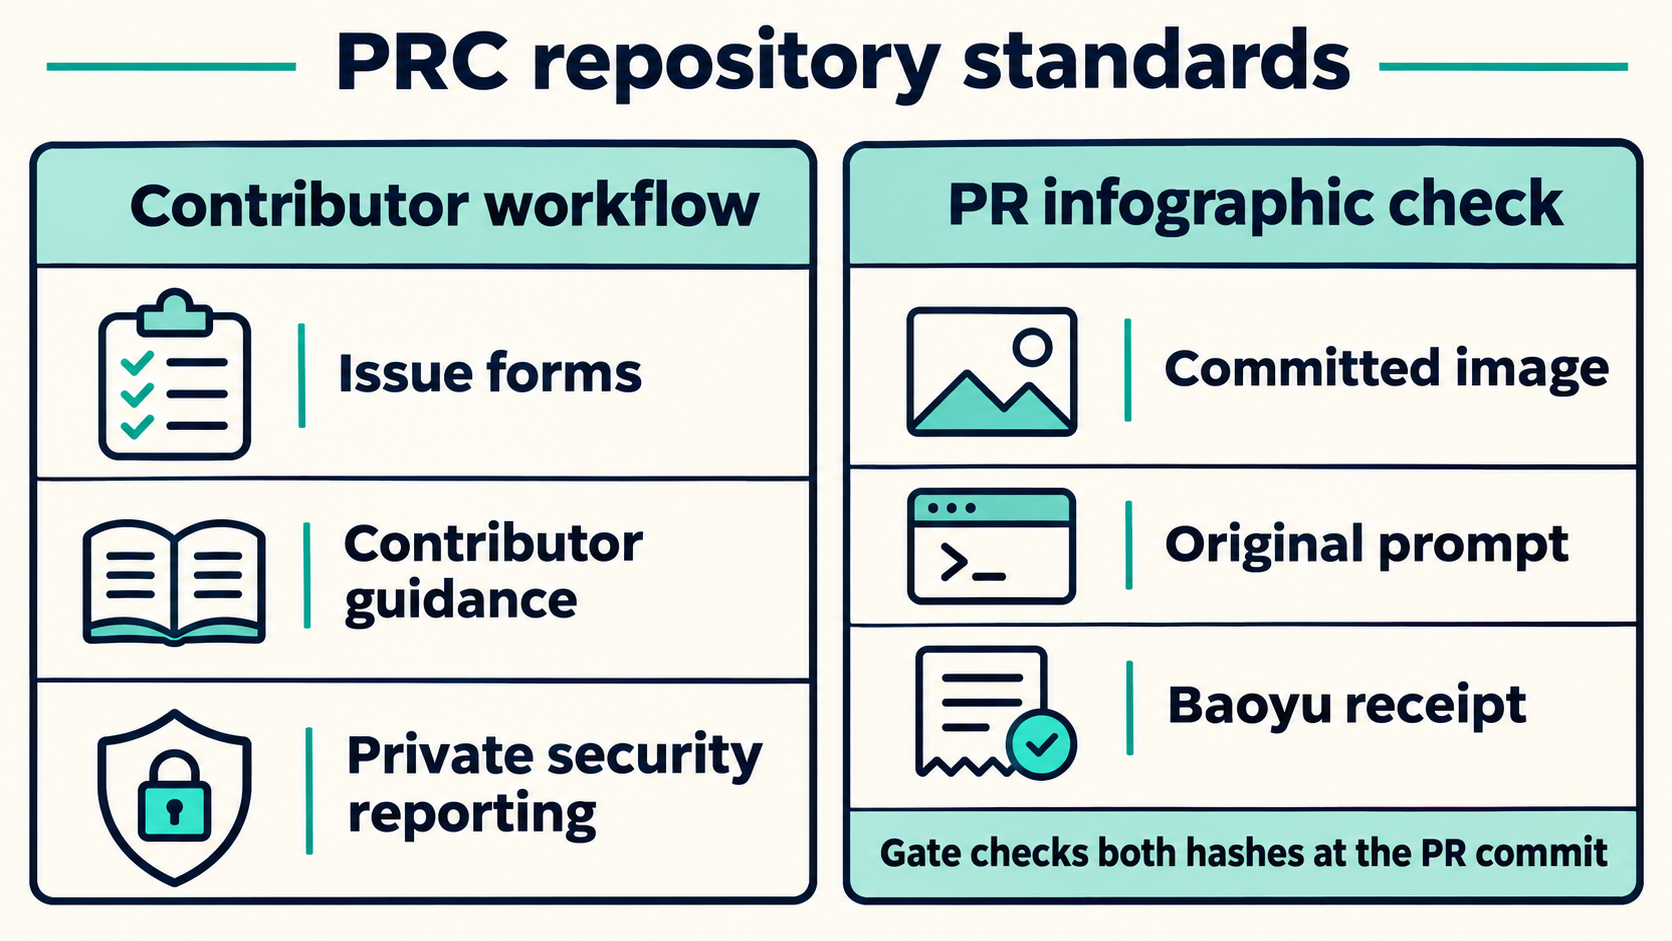 PRC repository standards
Contributor workflow
Issue forms
Contributor
guidance
Private security
reporting
PR infographic check
Committed image
Original prompt
Baoyu receipt
Gate checks both hashes at the PR commit